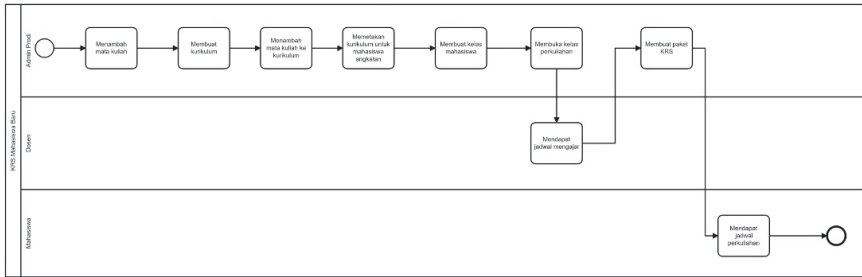 KRS Mahasiswa Baru
Admin Prodi
Menambah
mata kuliah
Membuat
kurikulum
Menambah
mata kuliah ke
kurikulum
Memetakan
kurikulum untuk
mahasiswa
angkatan
Membuat kelas
mahasiswa
Membuka kelas
perkuliahan
Membuat paket
KRS
Dosen
Mendapat
jadwal mengajar
Mahasiswa
Mendapat
jadwal
perkuliahan